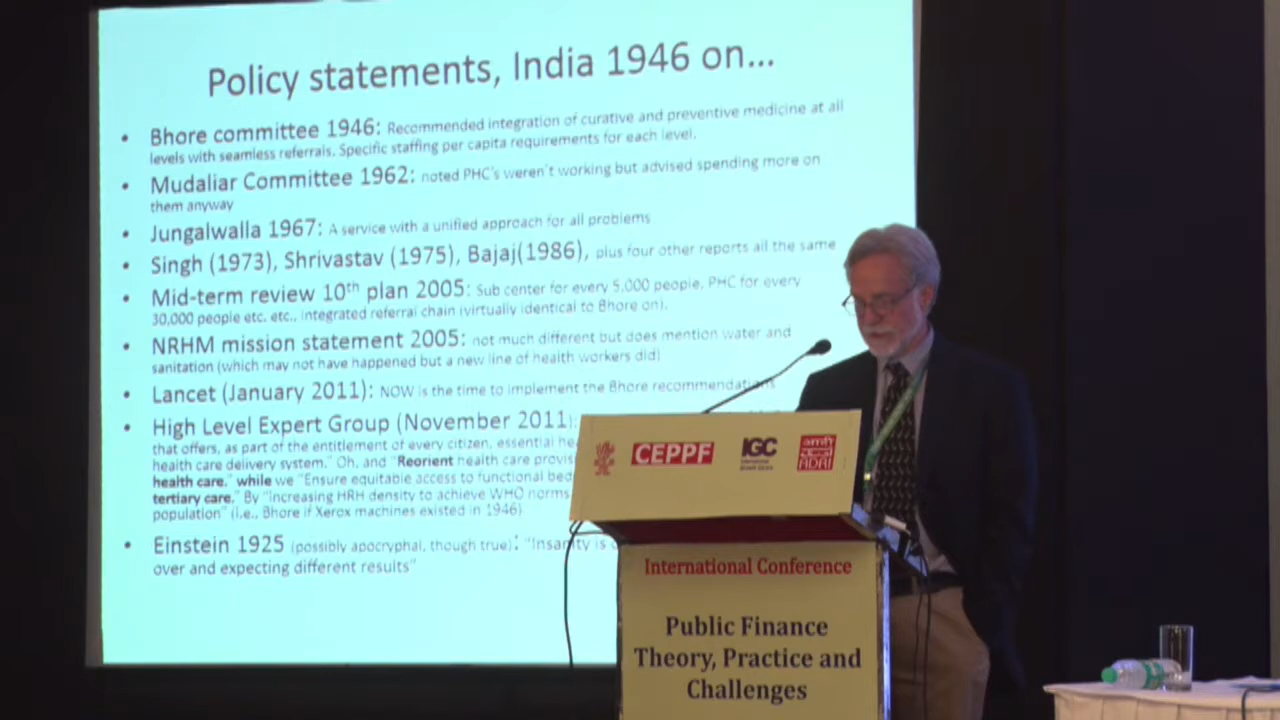 Policy statements, India 1946 on...
• Bhore committee 1946: Recommended integration of curative and preventive medicine at all
levels with seamless referrals. Specific staffing per capita requirements for each level.
• Mudaliar Committee 1962: noted PHC's weren't working but advised spending more on
them anyway
• Jungalwalla 1967: A service with a unified approach for all problems
• Singh (1973), Shrivastav (1975), Bajaj(1986), plus four other reports all the same
• Mid-term review 10th plan 2005: Sub center for every 5,000 people, PHC for every
30,000 people etc. etc., integrated referral chain (virtually identical to Bhore on).
• NRHM mission statement 2005: not much different but does mention water and
sanitation (which may not have happened but a new line of health workers did)
• Lancet (January 2011): NOW is the time to implement the Bhore recommendations
• High Level Expert Group (November 2011):
that offers, as part of the entitlement of every citizen, essential
health care delivery system." Oh, and "Reorient health care
health care," while we "Ensure equitable access to functional
tertiary care." By "increasing HRH density to achieve WHO norms
population" (i.e., Bhore if Xerox machines existed in 1946)
• Einstein 1925 (possibly apocryphal, though true): "Insanity is
over and expecting different results"
CEPPF
IGC
ADRI
International Conference
Public Finance
Theory, Practice and
Challenges